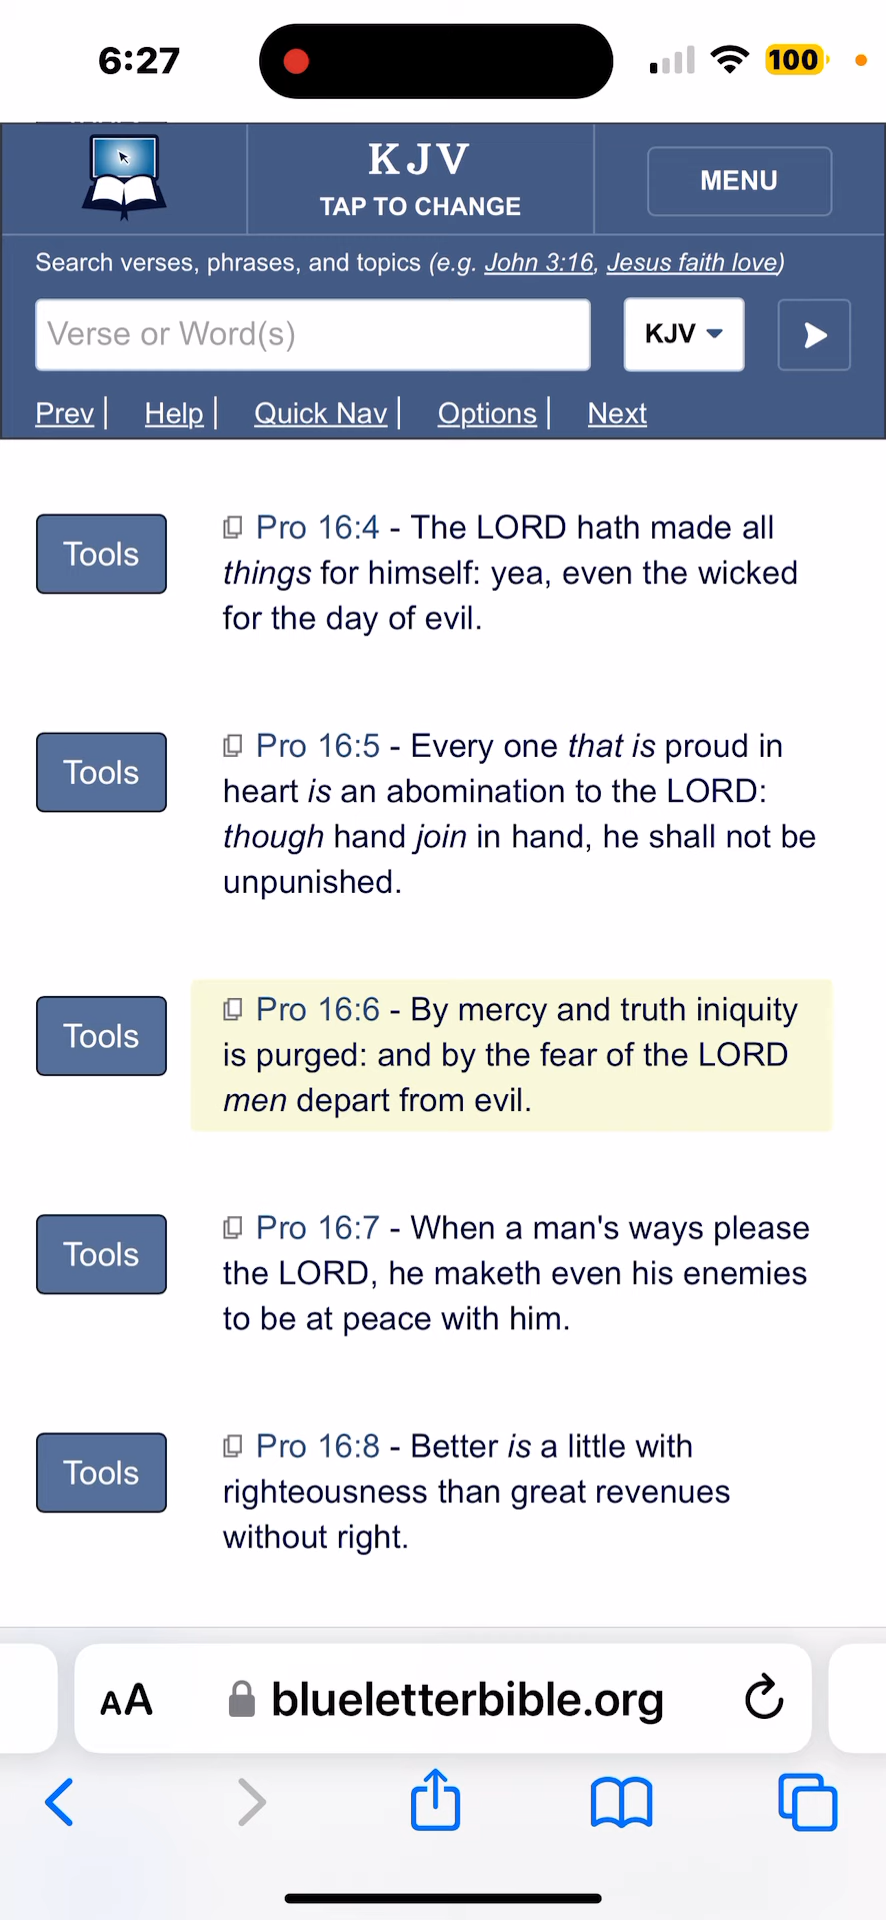 6:27
100
KJV
TAP TO CHANGE
MENU
Search verses, phrases, and topics (e.g. John 3:16, Jesus faith love)
Verse or Word(s)
KJV
Prev | Help | Quick Nav | Options | Next
Tools
Pro 16:4 - The LORD hath made all
things for himself: yea, even the wicked
for the day of evil.
Tools
Pro 16:5 - Every one that is proud in
heart is an abomination to the LORD:
though hand join in hand, he shall not be
unpunished.
Tools
Pro 16:6 - By mercy and truth iniquity
is purged: and by the fear of the LORD
men depart from evil.
Tools
Pro 16:7 - When a man's ways please
the LORD, he maketh even his enemies
to be at peace with him.
Tools
Pro 16:8 - Better is a little with
righteousness than great revenues
without right.
AA
blueletterbible.org